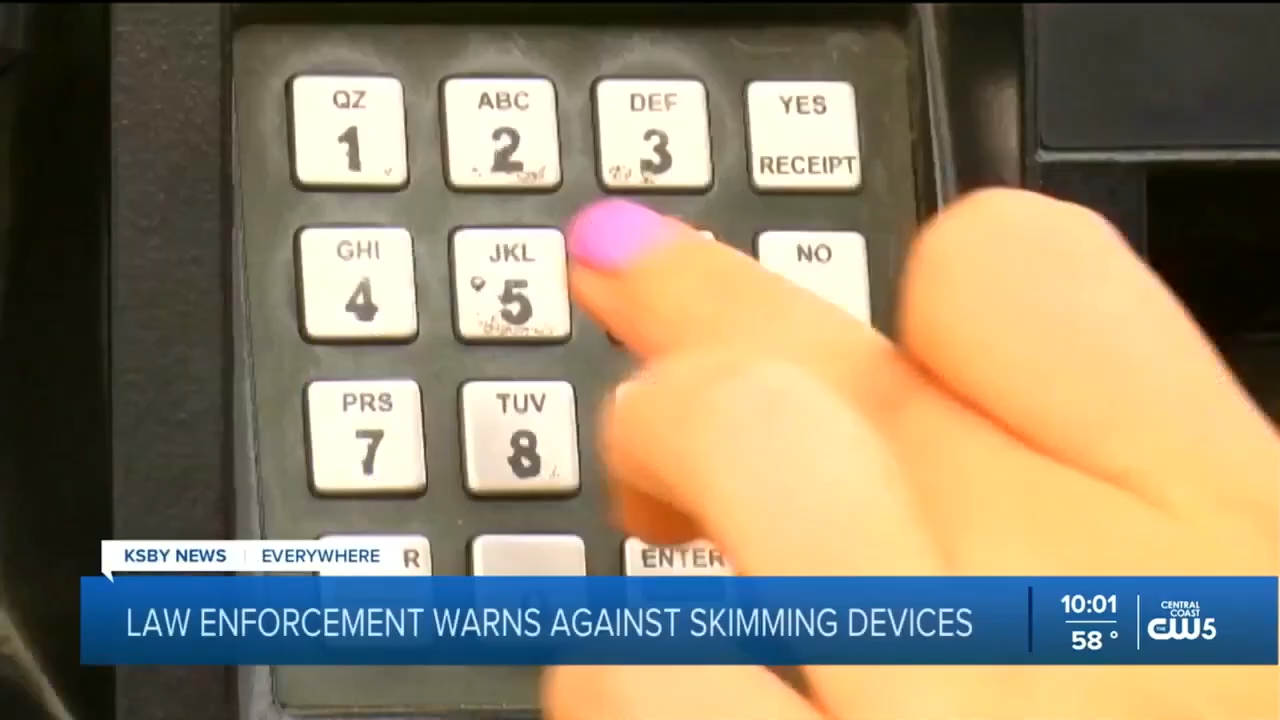 QZ ABC DEF YES
1 2 3 RECEIPT
GHI JKL NO
4 5
PRS TUV
7 8
R ENTER
KSBY NEWS EVERYWHERE
LAW ENFORCEMENT WARNS AGAINST SKIMMING DEVICES
10:01
58°
CENTRAL
COAST
THE CW5